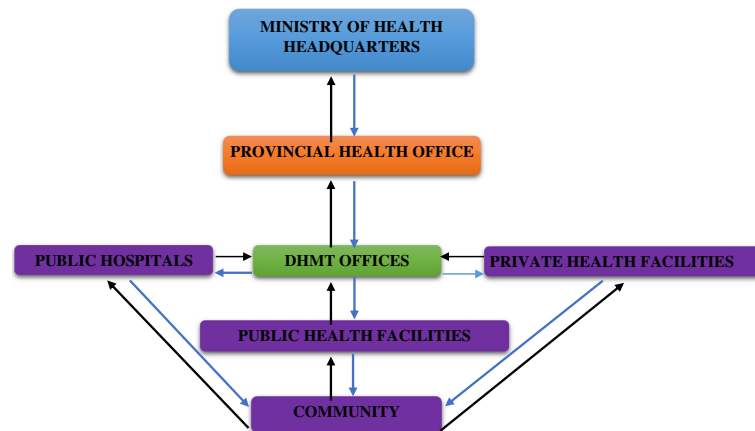 MINISTRY OF HEALTH
HEADQUARTERS
PROVINCIAL HEALTH OFFICE
PUBLIC HOSPITALS
DHMT OFFICES
PRIVATE HEALTH FACILITIES
PUBLIC HEALTH FACILITIES
COMMUNITY